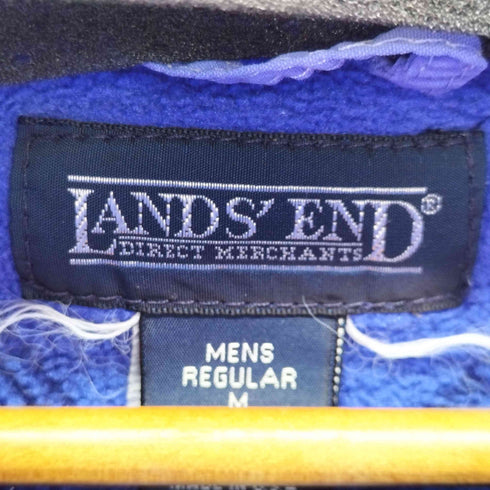 LANDS' END®
DIRECT MERCHANTS
MENS
REGULAR
M